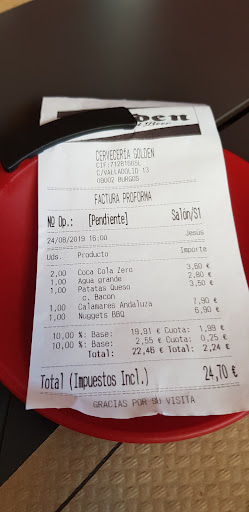 CERVECERIA GOLDEN
C/VALLADOLID 13
09002 BURGOS
FACTURA PROFORMA
Nº Op.: [Pendiente] Salón/S1
24/08/2019 16:00 Jesus
Uds. Producto Importe
2,00 Coca Cola Zero 3,60 €
1,00 Agua grande 2,80 €
1,00 Patatas Queso 3,50 €
c. Bacon
1,00 Calamares Andaluza 7,90 €
1,00 Nuggets BBQ 6,90 €
10,00 %: Base: 19,91 € Cuota: 1,99 €
10,00 %: Base: 2,55 € Cuota: 0,25 €
Total: 22,46 € Total: 2,24 €
Total (Impuestos Incl.) 24,70 €
GRACIAS POR SU VISITA